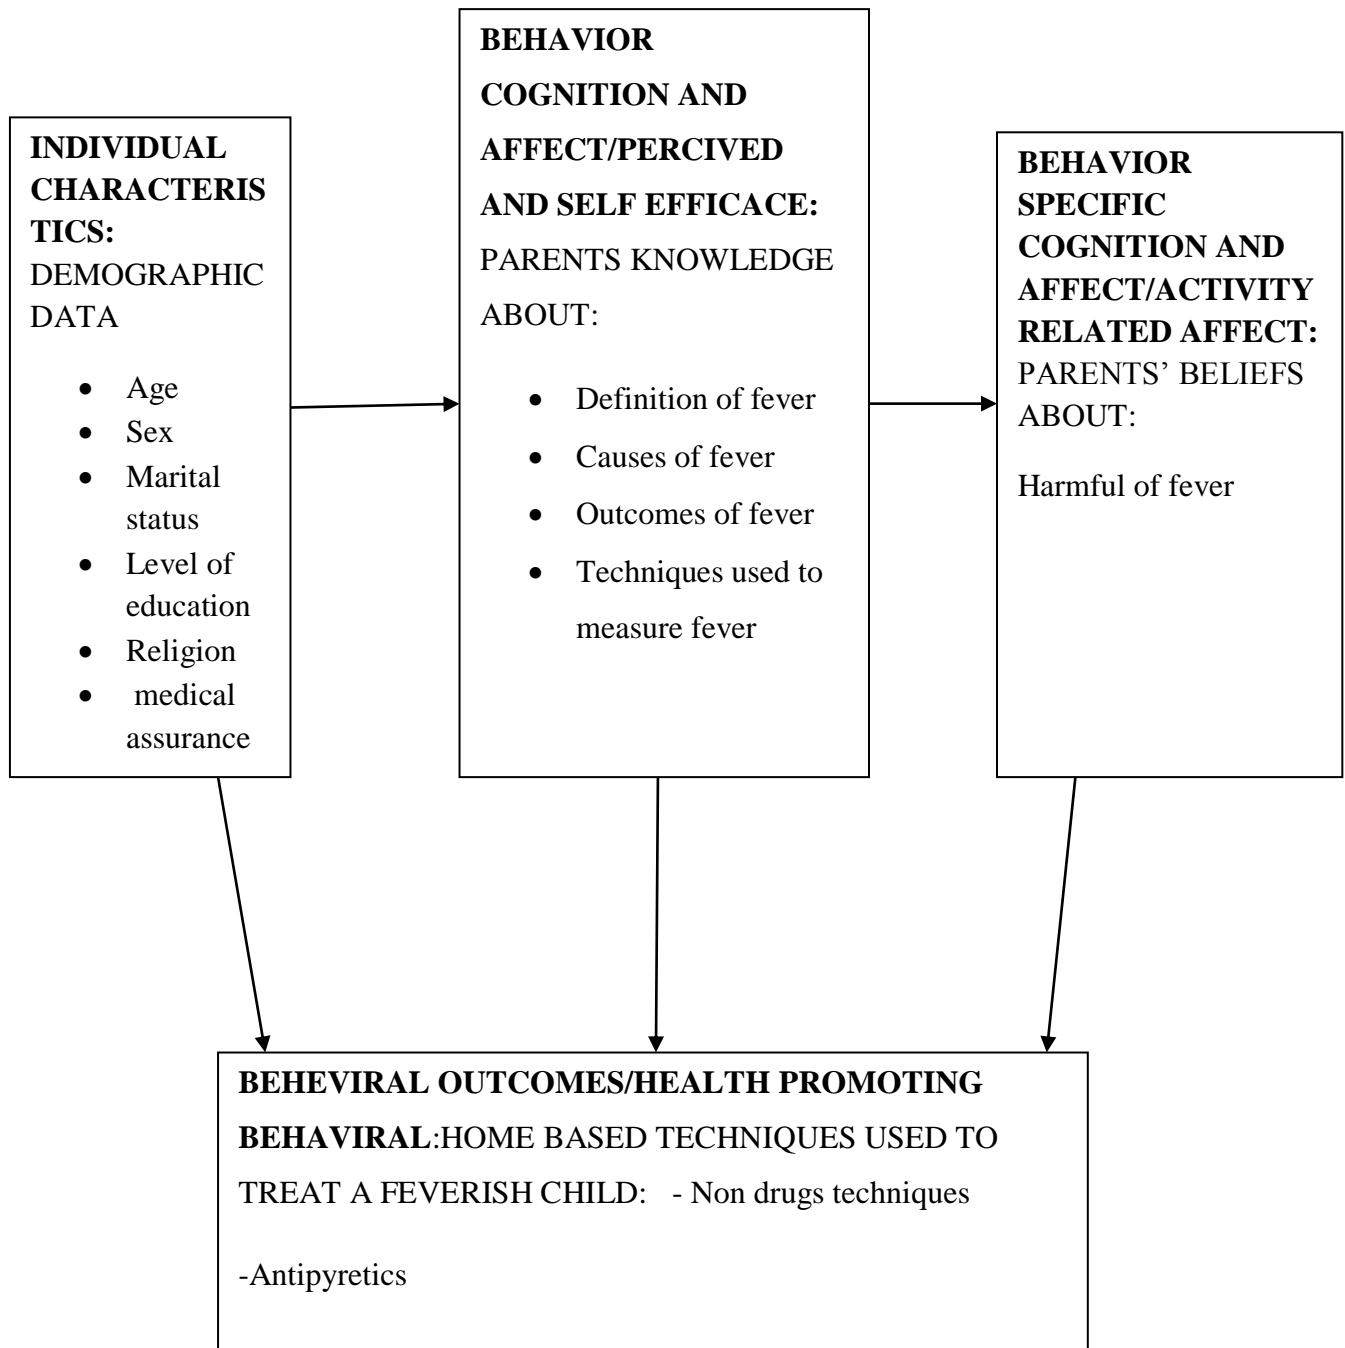 INDIVIDUAL
CHARACTERIS
TICS:
DEMOGRAPHIC
DATA
• Age
• Sex
• Marital
status
• Level of
education
• Religion
• medical
assurance
BEHAVIOR
COGNITION AND
AFFECT/PERCIVED
AND SELF EFFICACE:
PARENTS KNOWLEDGE
ABOUT:
• Definition of fever
• Causes of fever
• Outcomes of fever
• Techniques used to
measure fever
BEHAVIOR
SPECIFIC
COGNITION AND
AFFECT/ACTIVITY
RELATED AFFECT:
PARENTS’ BELIEFS
ABOUT:
Harmful of fever
BEHEVIRAL OUTCOMES/HEALTH PROMOTING
BEHAVIRAL:HOME BASED TECHNIQUES USED TO
TREAT A FEVERISH CHILD: - Non drugs techniques
-Antipyretics